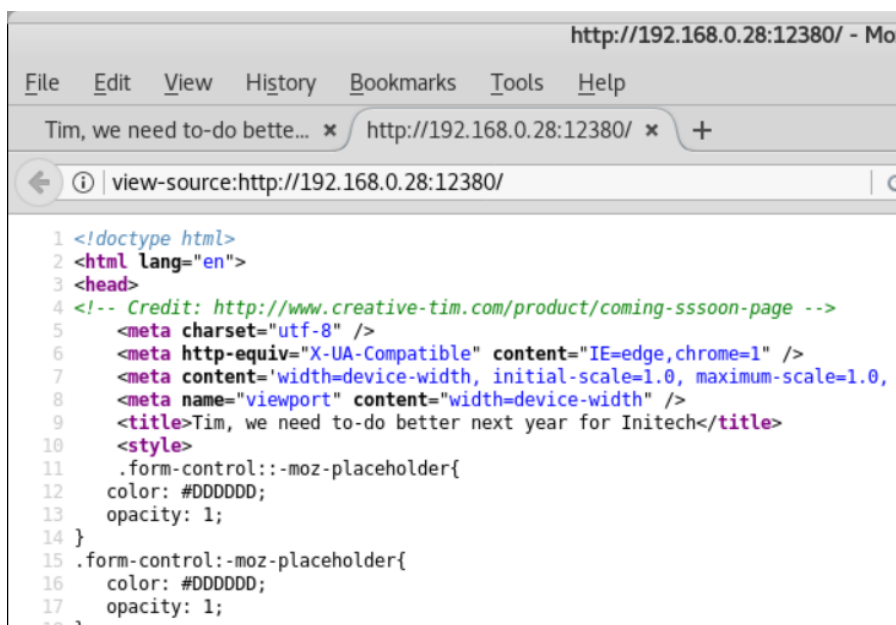 http://192.168.0.28:12380/ - Mo
File Edit View History Bookmarks Tools Help
Tim, we need to-do bette... × http://192.168.0.28:12380/ × +
view-source:http://192.168.0.28:12380/
1 <!doctype html>
2 <html lang="en">
3 <head>
4 <!-- Credit: http://www.creative-tim.com/product/coming-sssoon-page -->
5 <meta charset="utf-8" />
6 <meta http-equiv="X-UA-Compatible" content="IE=edge,chrome=1" />
7 <meta content='width=device-width, initial-scale=1.0, maximum-scale=1.0,
8 <meta name="viewport" content="width=device-width" />
9 <title>Tim, we need to-do better next year for Initech</title>
10 <style>
11 .form-control::-moz-placeholder{
12 color: #DDDDDD;
13 opacity: 1;
14 }
15 .form-control:-moz-placeholder{
16 color: #DDDDDD;
17 opacity: 1;